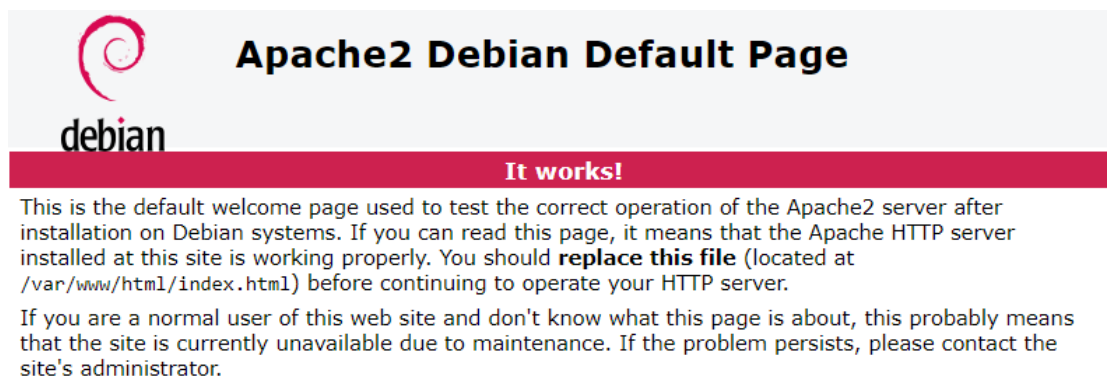 Apache2 Debian Default Page
debian
It works!
This is the default welcome page used to test the correct operation of the Apache2 server after
installation on Debian systems. If you can read this page, it means that the Apache HTTP server
installed at this site is working properly. You should replace this file (located at
/var/www/html/index.html) before continuing to operate your HTTP server.
If you are a normal user of this web site and don't know what this page is about, this probably means
that the site is currently unavailable due to maintenance. If the problem persists, please contact the
site's administrator.